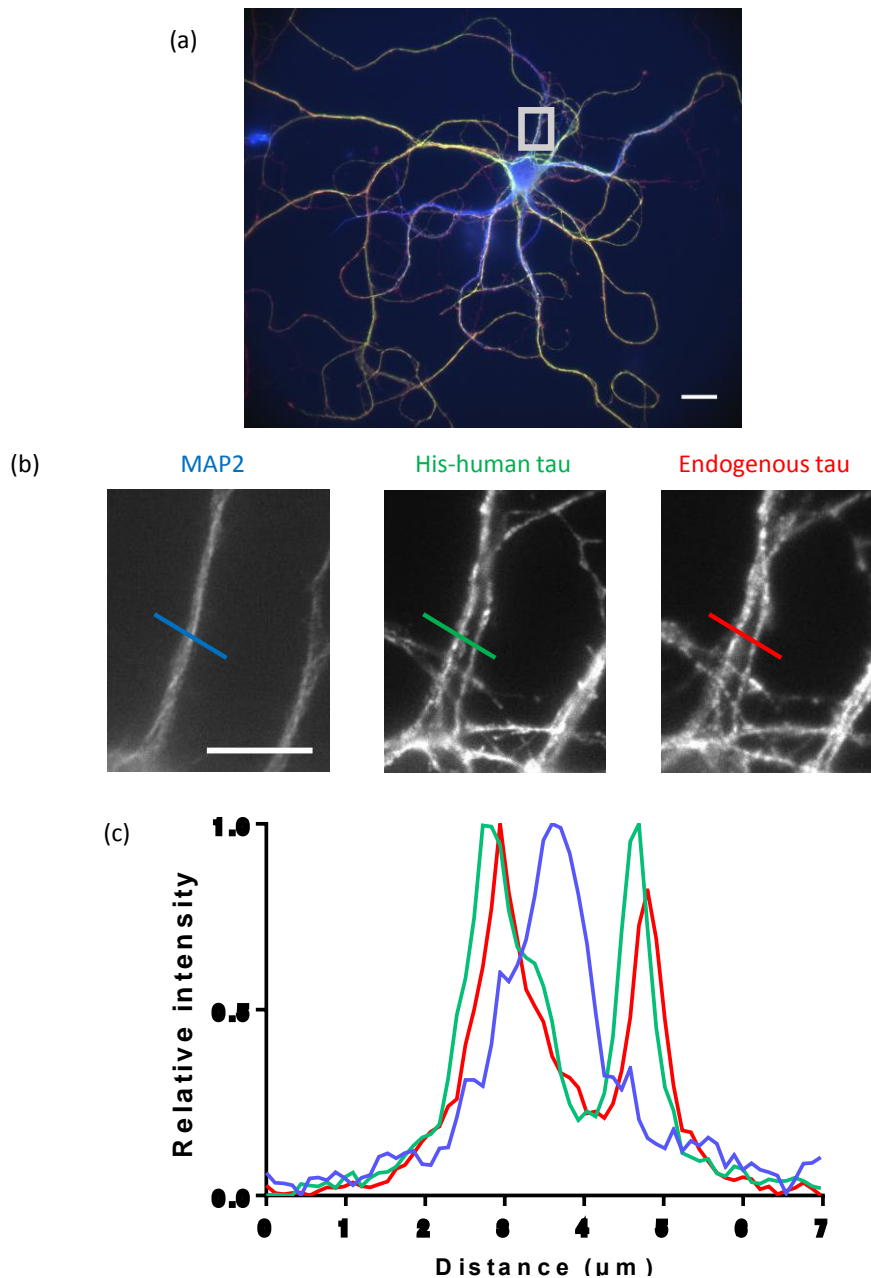 (a)
(b)
MAP2 His-human tau Endogenous tau
(c)
1.0
0.5
0.0
Relative intensity
0 1 2 3 4 5 6 7
Distance (µm)